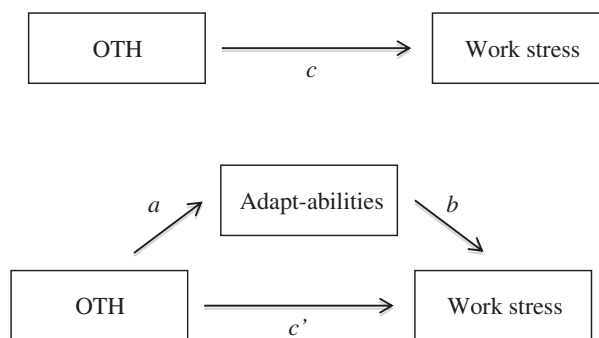 OTH
Work stress
c
Adapt-abilities
a
b
OTH
Work stress
c’